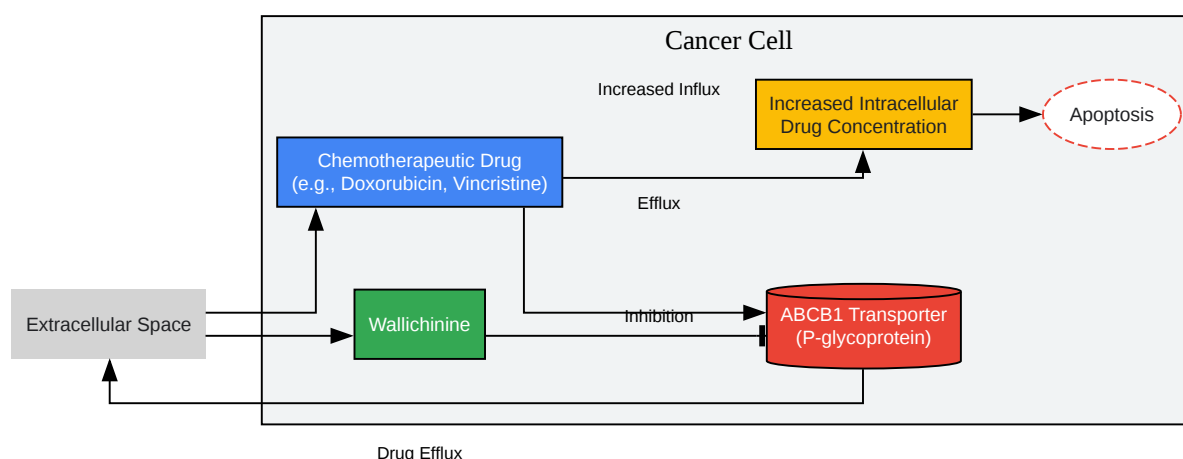 Cancer Cell
Increased Influx
Increased Intracellular
Drug Concentration
Apoptosis
Chemotherapeutic Drug
(e.g., Doxorubicin, Vincristine)
Efflux
Extracellular Space
Wallichinine
Inhibition
ABCB1 Transporter
(P-glycoprotein)
Drug Efflux